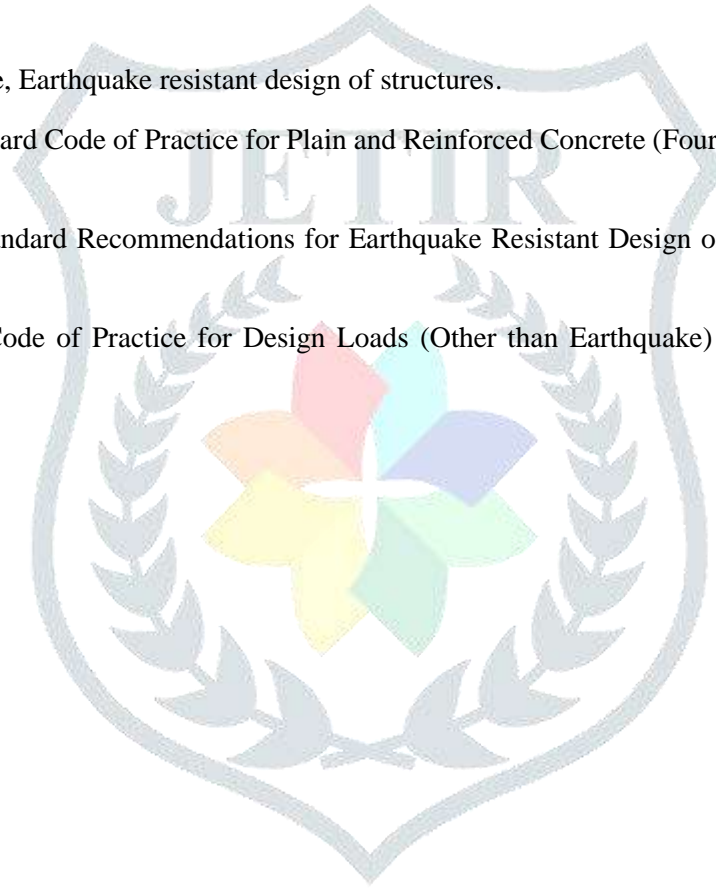 e, Earthquake resistant design of structures.
ard Code of Practice for Plain and Reinforced Concrete (Four
JETIR
ndard Recommendations for Earthquake Resistant Design o
Code of Practice for Design Loads (Other than Earthquake)